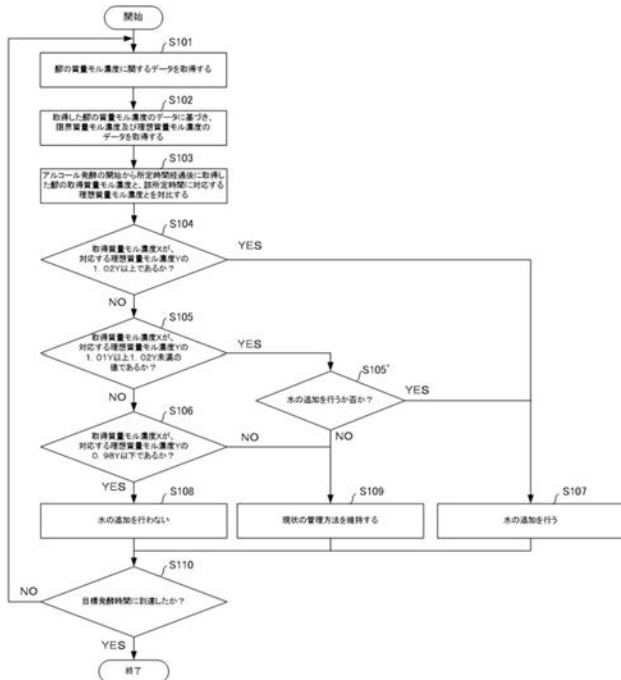 開始
S101
醪の質量モル濃度に関するデータを取得する
S102
取得した醪の質量モル濃度のデータに基づき、
限界質量モル濃度及び理想質量モル濃度の
データを取得する
S103
アルコール発酵の開始から所定時間経過後に取得し
た醪の取得質量モル濃度と、該所定時間に対応する
理想質量モル濃度とを対比する
S104
取得質量モル濃度Xが、
対応する理想質量モル濃度Yの
1.02Y以上であるか?
YES
NO
S105
取得質量モル濃度Xが、
対応する理想質量モル濃度Yの
1.01Y以上1.02Y未満の
値であるか?
YES
NO
S105'
水の追加を行うか否か?
YES
NO
S106
取得質量モル濃度Xが、
対応する理想質量モル濃度Yの
0.98Y以下であるか?
NO
YES
S108
水の追加を行わない
S109
現状の管理方法を維持する
S107
水の追加を行う
S110
目標発酵時間に到達したか?
NO
YES
終了